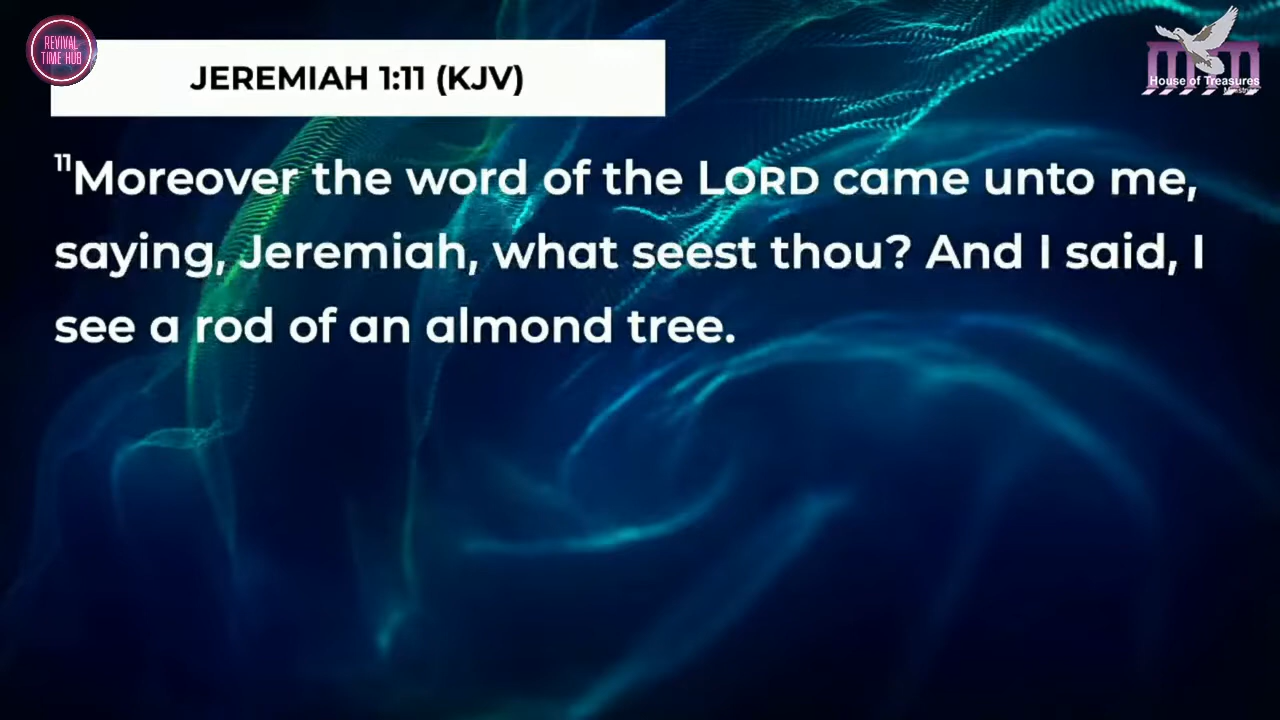 REVIVAL
TIME HUB
JEREMIAH 1:11 (KJV)
House of Treasures
Ministries
¹¹Moreover the word of the LORD came unto me,
saying, Jeremiah, what seest thou? And I said, I
see a rod of an almond tree.